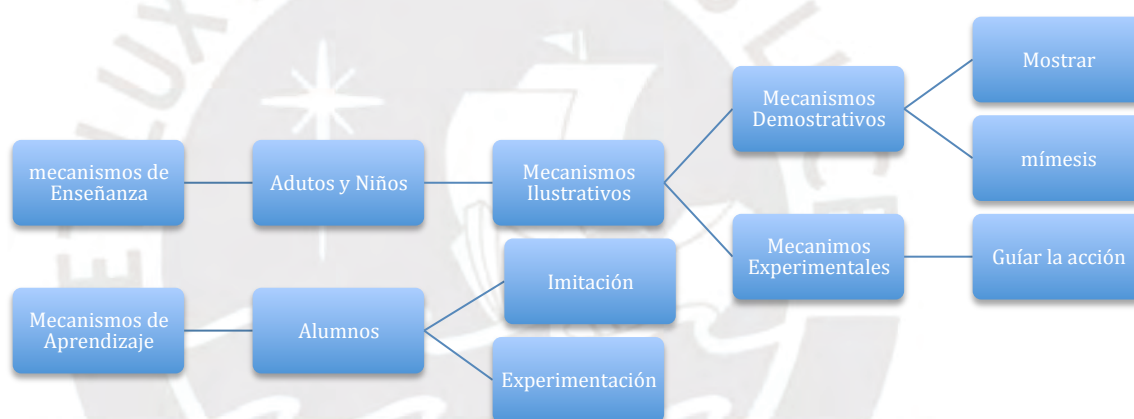 mecanismos de
Enseñanza
Adutos y Niños
Mecanismos
Ilustrativos
Mecanismos
Demostrativos
Mostrar
mímesis
Mecanimos
Experimentales
Guíar la acción
Mecanismos de
Aprendizaje
Alumnos
Imitación
Experimentación